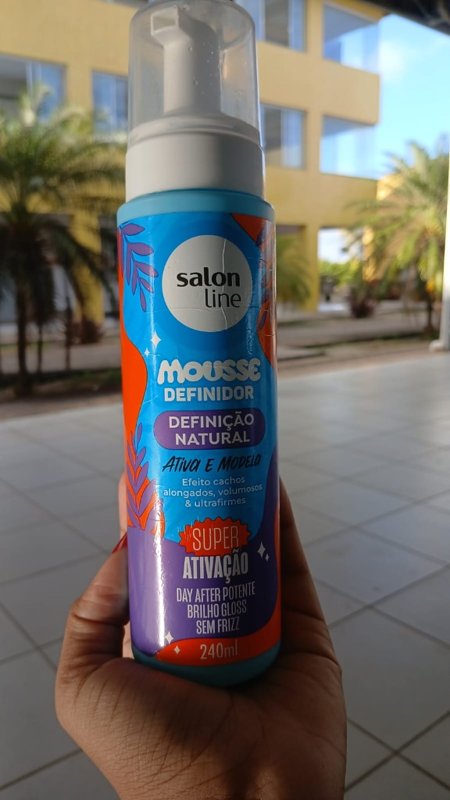 salon
line
MOUSSE
DEFINIDOR
DEFINIÇÃO
NATURAL
ATIVA E MODELA
Efeito cachos
alongados, volumosos
& ultrafirmes
SUPER
ATIVAÇÃO
DAY AFTER POTENTE
BRILHO GLOSS
SEM FRIZZ
240ml